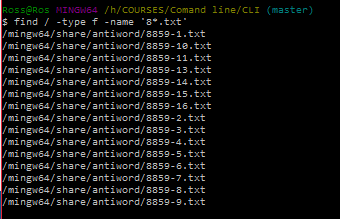 Ross@Ros MINGW64 /h/COURSES/Comand line/CLI (master)
$ find / -type f -name '8*.txt'
/mingw64/share/antiword/8859-1.txt
/mingw64/share/antiword/8859-10.txt
/mingw64/share/antiword/8859-11.txt
/mingw64/share/antiword/8859-13.txt
/mingw64/share/antiword/8859-14.txt
/mingw64/share/antiword/8859-15.txt
/mingw64/share/antiword/8859-16.txt
/mingw64/share/antiword/8859-2.txt
/mingw64/share/antiword/8859-3.txt
/mingw64/share/antiword/8859-4.txt
/mingw64/share/antiword/8859-5.txt
/mingw64/share/antiword/8859-6.txt
/mingw64/share/antiword/8859-7.txt
/mingw64/share/antiword/8859-8.txt
/mingw64/share/antiword/8859-9.txt